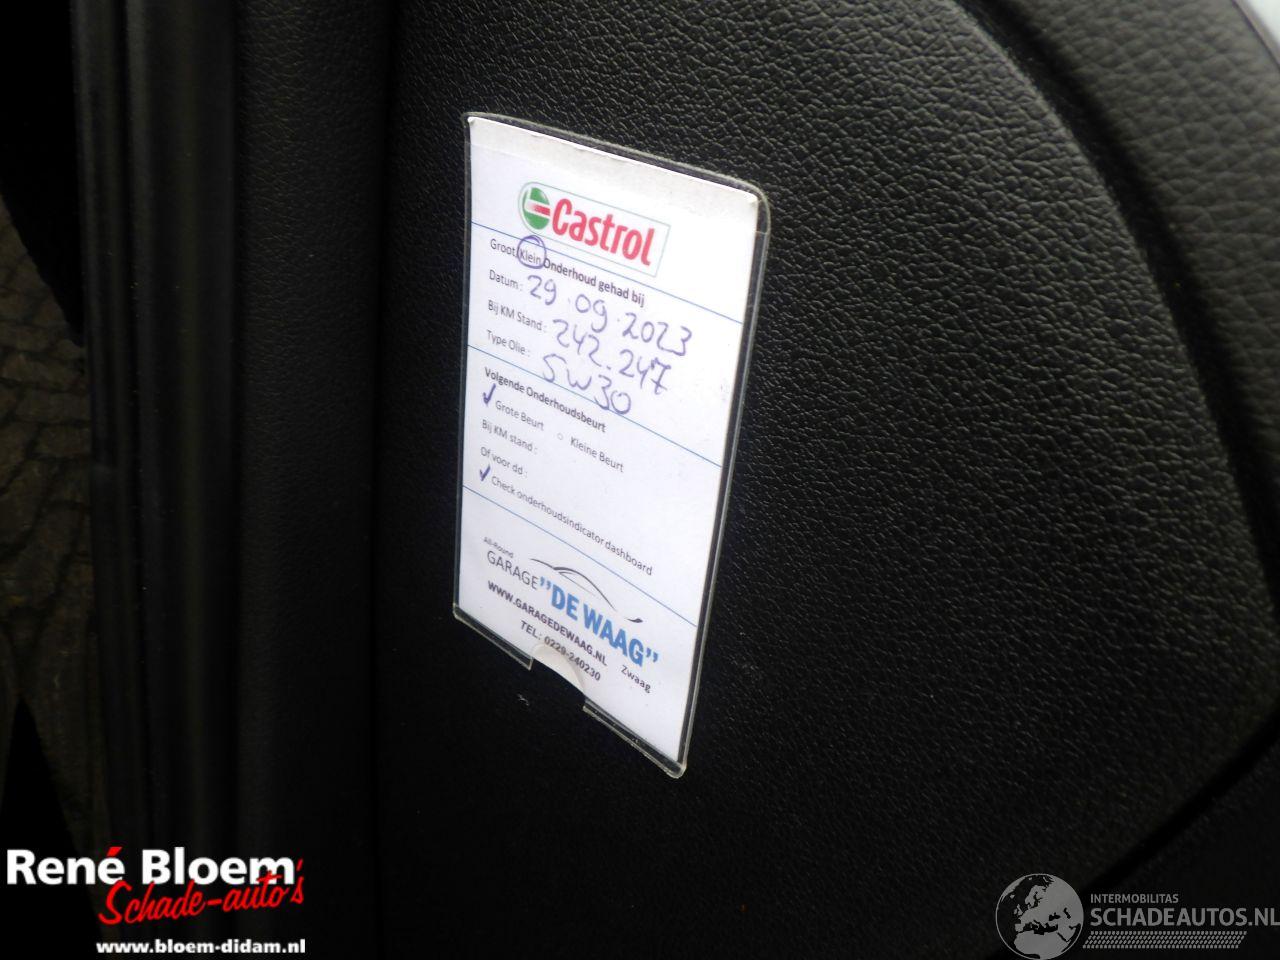 Castrol
Groot/Klein Onderhoud gehad bij
Datum: 29.09.2023
Bij KM Stand: 242.247
Type Olie: 5W30
Volgende Onderhoudsbeurt
✓ Grote Beurt ○ Kleine Beurt
Bij KM stand:
Of voor dd:
✓ Check onderhoudsindicator dashboard
All-Round
GARAGE "DE WAAG"
WWW.GARAGEDEWAAG.NL Zwaag
TEL: 0229-240230
René Bloem
Schade-auto's
www.bloem-didam.nl
INTERMOBILITAS
SCHADEAUTOS.NL